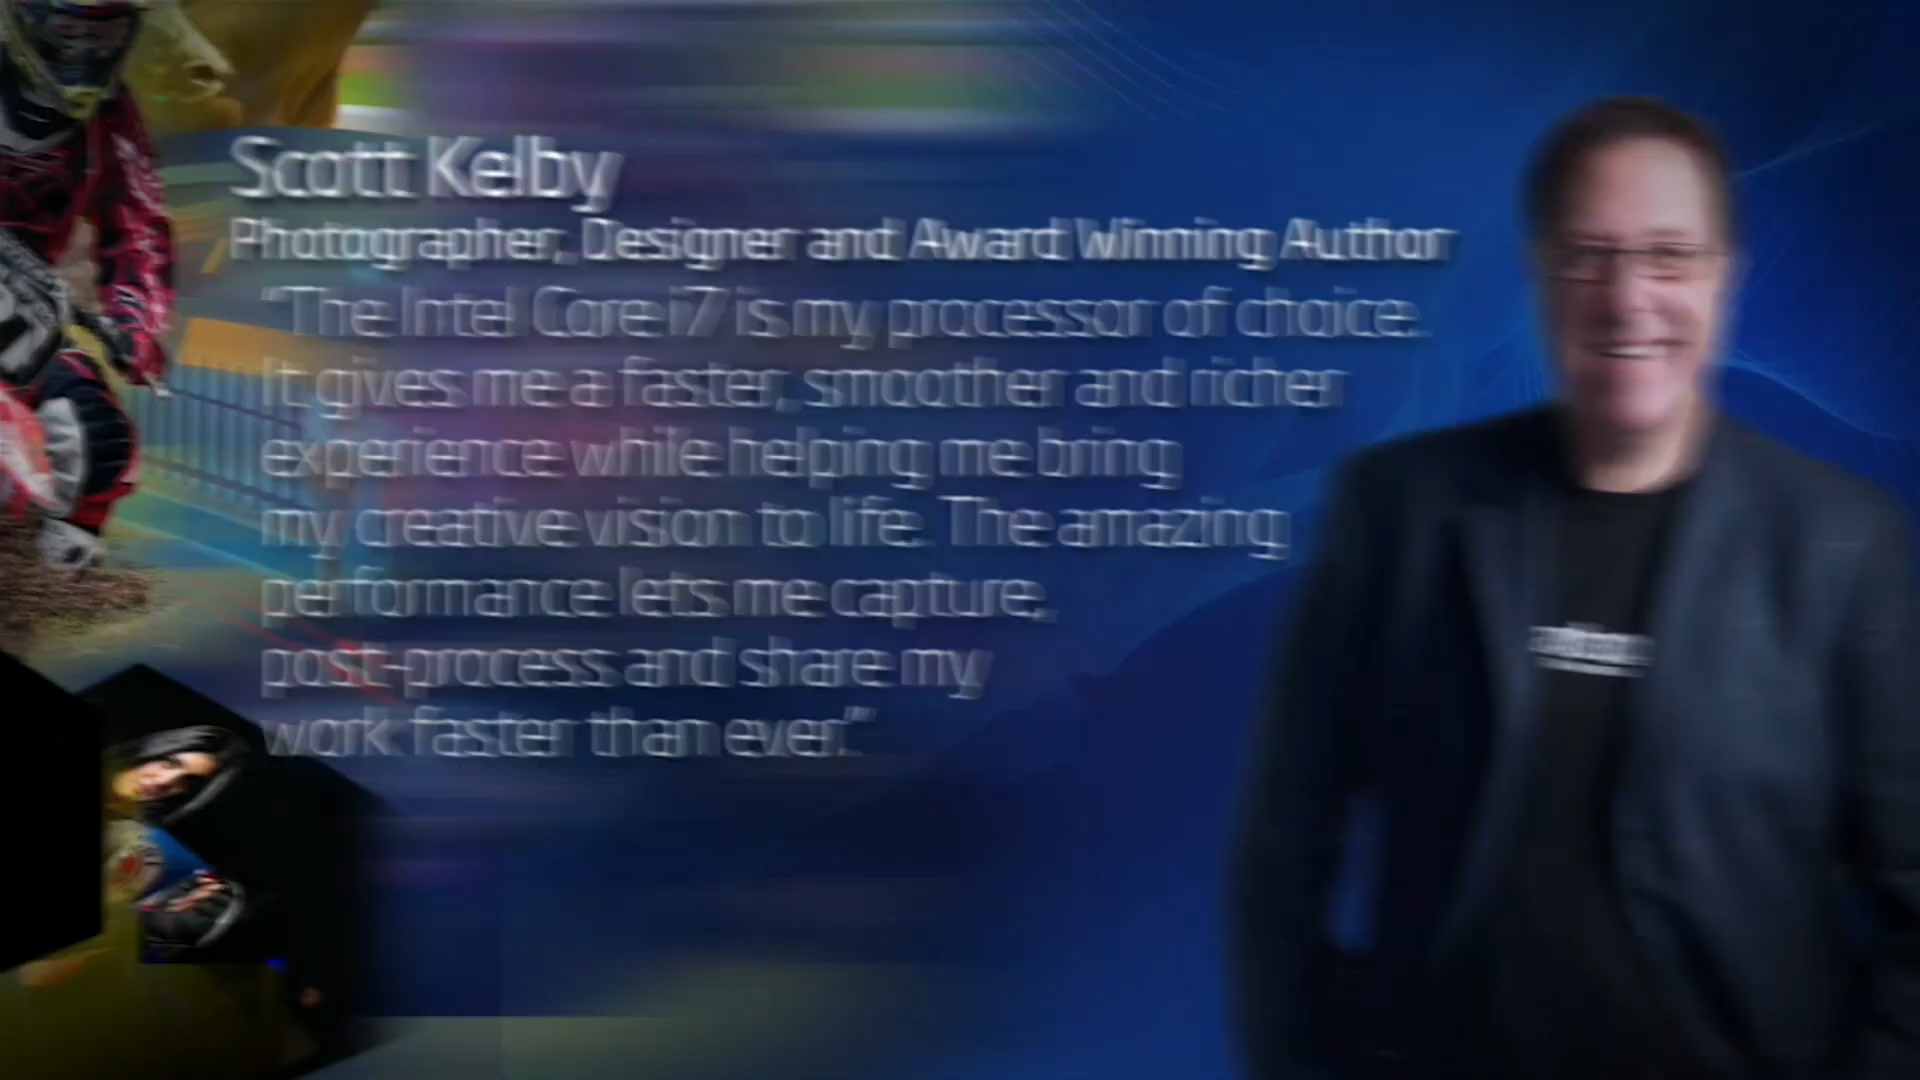 Scott Kelby
Photographer, Designer and Award Winning Author
"The Intel Core i7 is my processor of choice.
It gives me a faster, smoother and richer
experience while helping me bring
my creative vision to life. The amazing
performance lets me capture,
post-process and share my
work faster than ever."